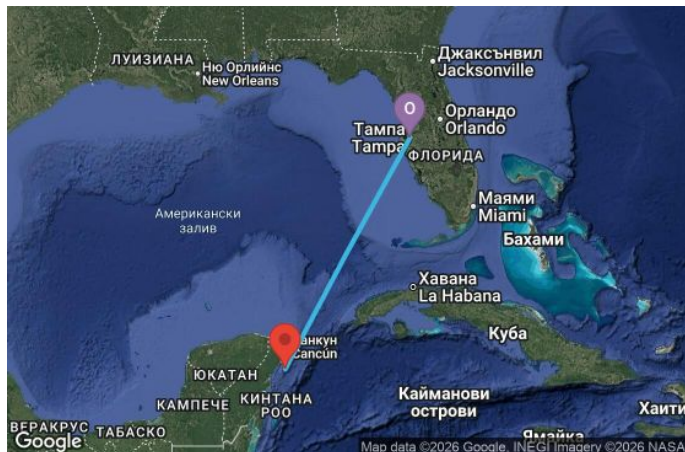 ЛУИЗИАНА
Ню Орлийнс
New Orleans
Джаксънвил
Jacksonville
O
Орландо
Orlando
Тампа
Tampa
ФЛОРИДА
Маями
Miami
Американски
залив
Бахами
Хавана
La Habana
Куба
анкун
Cancún
ЮКАТАН
КАМПЕЧЕ
КИНТАНА
РОО
Кайманови
острови
Хаити
ВЕРАКРУС
ТАБАСКО
Ямайка
Google
Map data ©2026 Google, INEGI Imagery ©2026 NASA